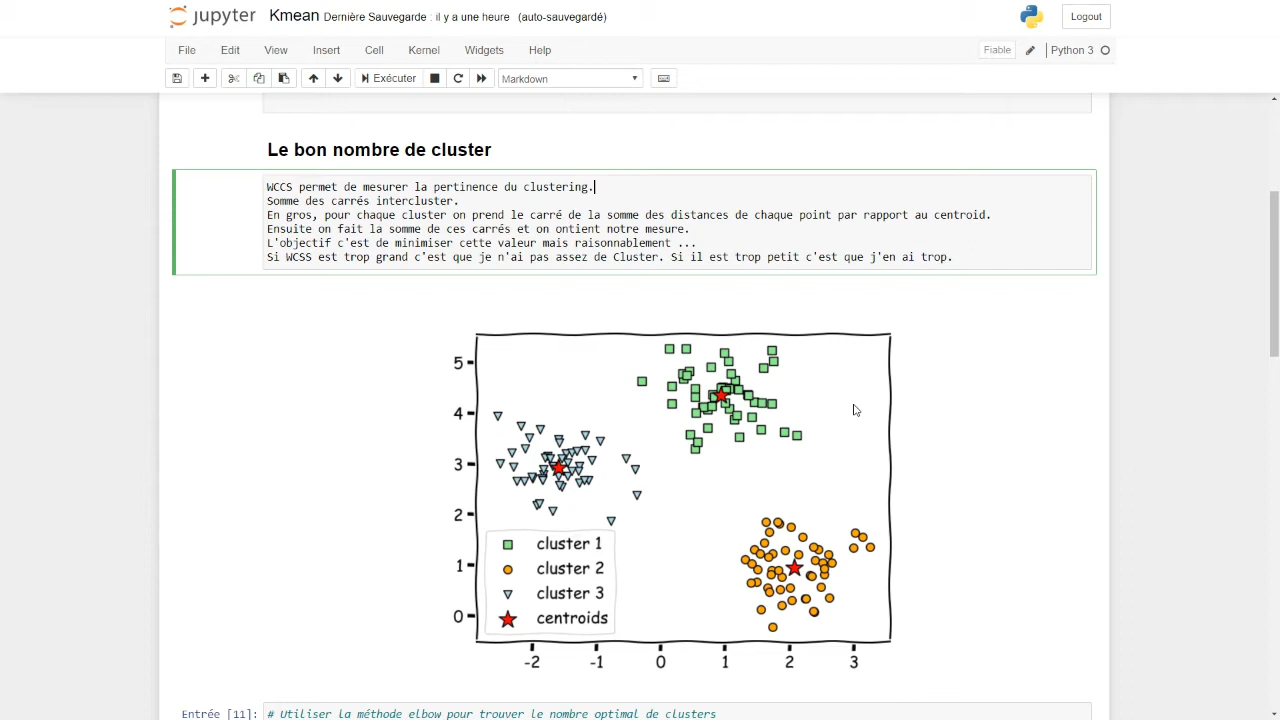 jupyter Kmean Dernière Sauvegarde : il y a une heure (auto-sauvegardé)
Logout
File Edit View Insert Cell Kernel Widgets Help
Fiable Python 3
Exécuter Markdown
Le bon nombre de cluster
WCCS permet de mesurer la pertinence du clustering.
Somme des carrés intercluster.
En gros, pour chaque cluster on prend le carré de la somme des distances de chaque point par rapport au centroid.
Ensuite on fait la somme de ces carrés et on ontient notre mesure.
L'objectif c'est de minimiser cette valeur mais raisonnablement ...
Si WCSS est trop grand c'est que je n'ai pas assez de Cluster. Si il est trop petit c'est que j'en ai trop.
5
4
3
2
1
0
cluster 1
cluster 2
cluster 3
centroids
-2 -1 0 1 2 3
Entrée [11]: # Utiliser la méthode elbow pour trouver le nombre optimal de clusters